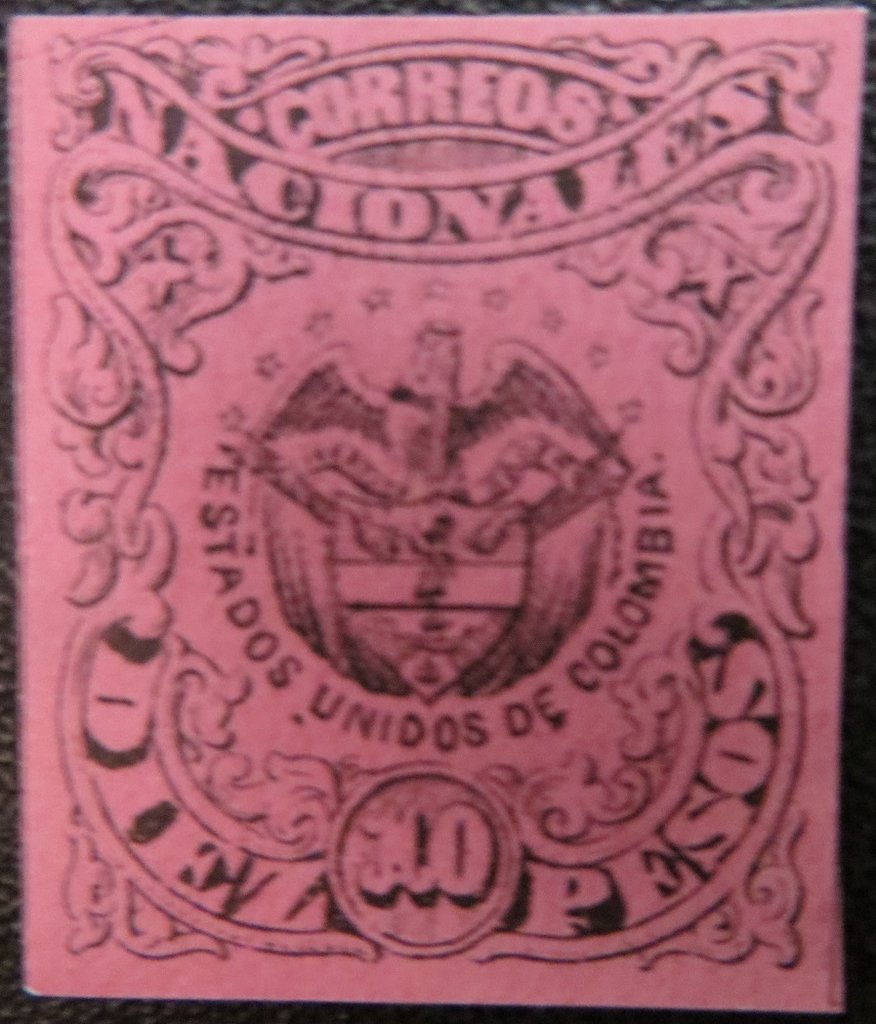 CORREOS
NACIONALES
ESTADOS UNIDOS DE COLOMBIA.
DIEZ 10 PESOS